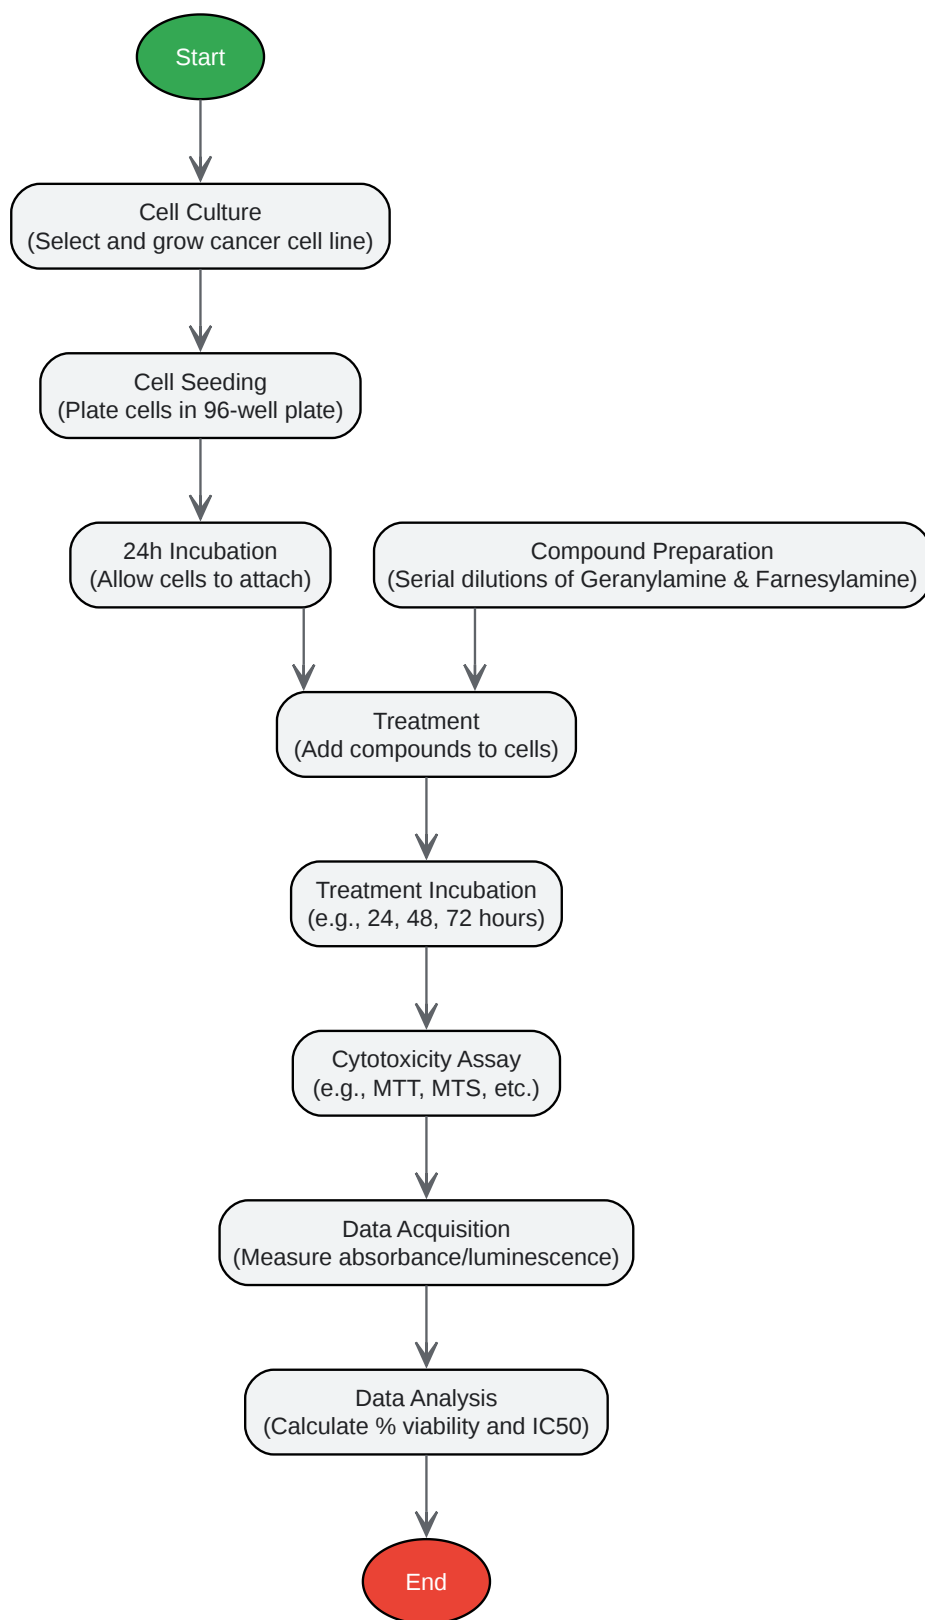 Start
Cell Culture
(Select and grow cancer cell line)
Cell Seeding
(Plate cells in 96-well plate)
24h Incubation
(Allow cells to attach)
Compound Preparation
(Serial dilutions of Geranylamine & Farnesylamine)
Treatment
(Add compounds to cells)
Treatment Incubation
(e.g., 24, 48, 72 hours)
Cytotoxicity Assay
(e.g., MTT, MTS, etc.)
Data Acquisition
(Measure absorbance/luminescence)
Data Analysis
(Calculate % viability and IC50)
End